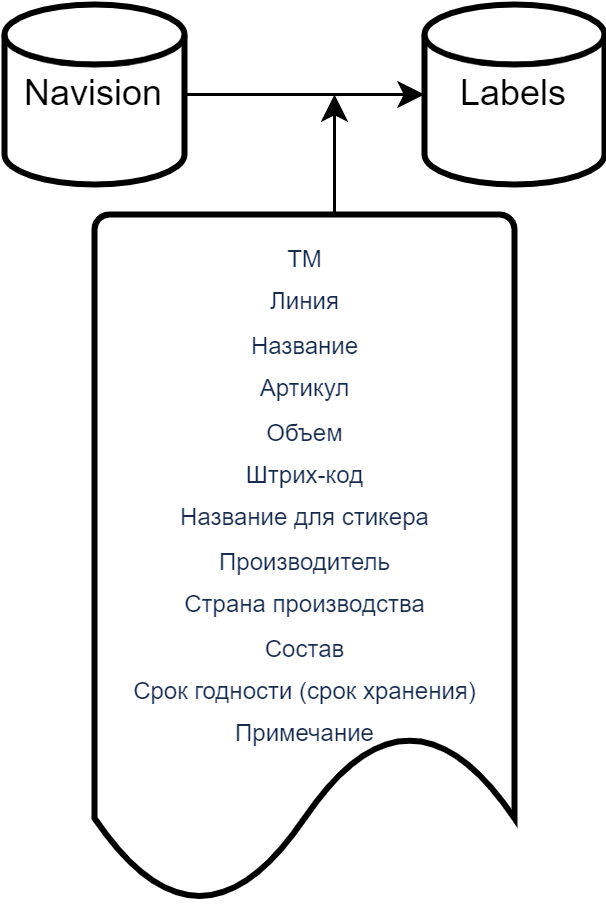 Navision
Labels
ТМ
Линия
Название
Артикул
Объем
Штрих-код
Название для стикера
Производитель
Страна производства
Состав
Срок годности (срок хранения)
Примечание